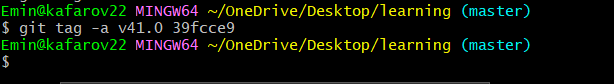 Emin@kafarov22 MINGW64 ~/OneDrive/Desktop/learning (master)
$ git tag -a v41.0 39fcce9
Emin@kafarov22 MINGW64 ~/OneDrive/Desktop/learning (master)
$